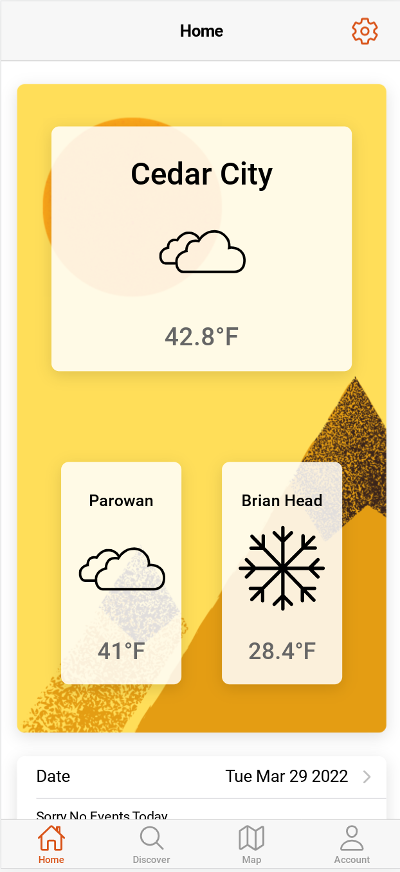 Home
Cedar City
42.8°F
Parowan
Brian Head
41°F
28.4°F
Date Tue Mar 29 2022
Sorry No Events Today
Home Discover Map Account